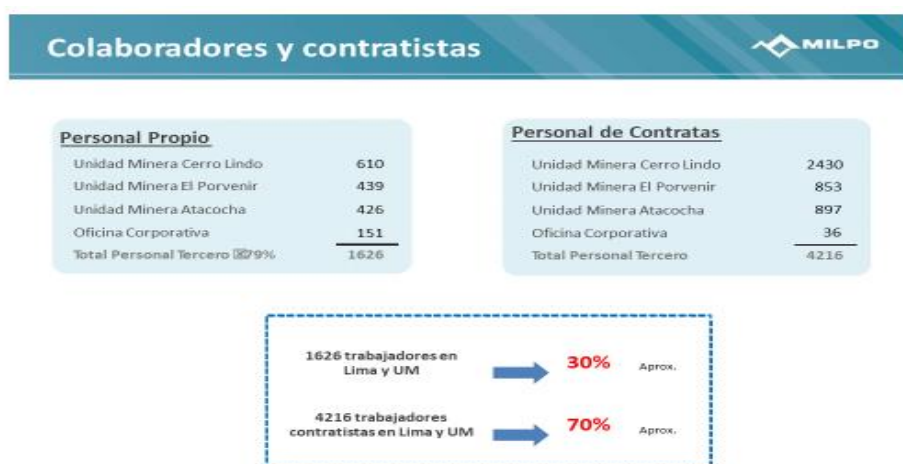 Colaboradores y contratistas
MILPO
Personal Propio
Unidad Minera Cerro Lindo 610
Unidad Minera El Porvenir 439
Unidad Minera Atacocha 426
Oficina Corporativa 151
Total Personal Tercero 79% 1626
Personal de Contratas
Unidad Minera Cerro Lindo 2430
Unidad Minera El Porvenir 853
Unidad Minera Atacocha 897
Oficina Corporativa 36
Total Personal Tercero 4216
1626 trabajadores en
Lima y UM
30% Aprox.
4216 trabajadores
contratistas en Lima y UM
70% Aprox.